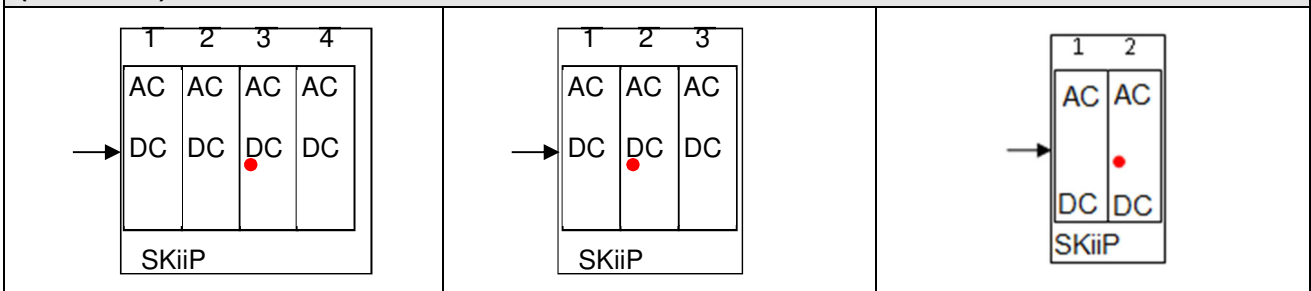 1 2 3 4
AC AC AC AC
DC DC DC DC
SKiiP
1 2 3
AC AC AC
DC DC DC
SKiiP
1 2
AC AC
DC DC
SKiiP